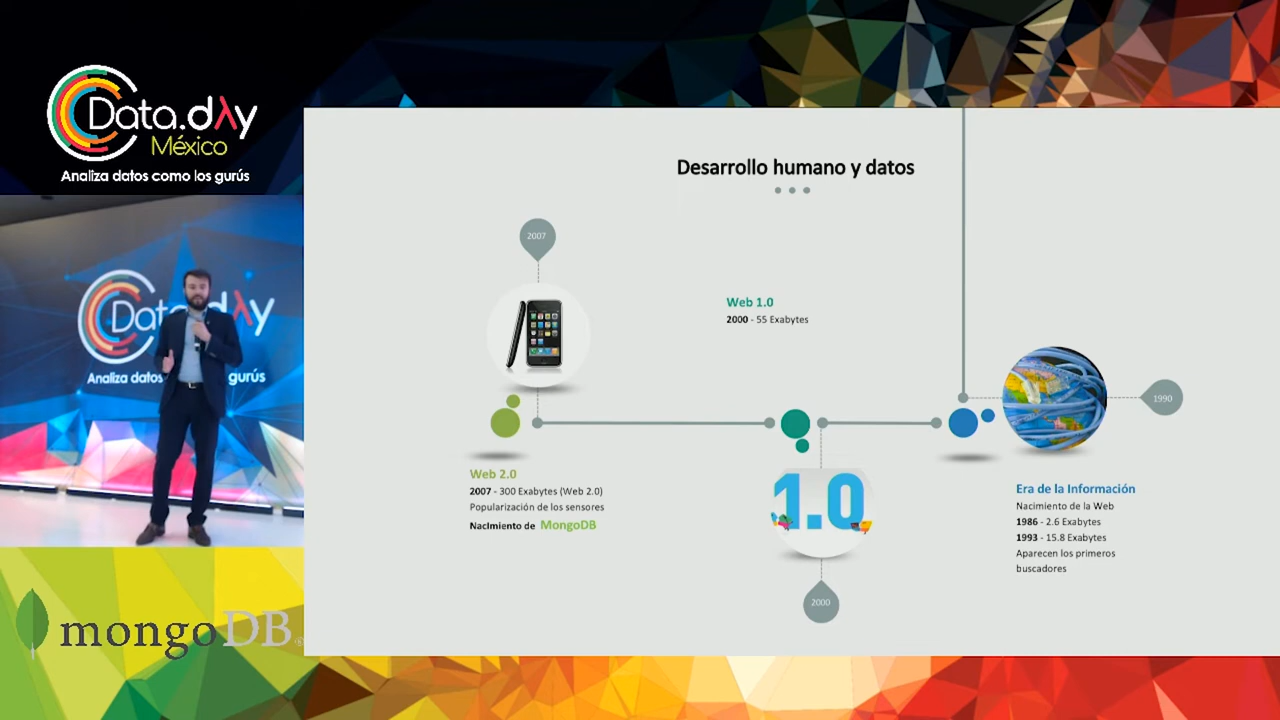 Data.dAy
México
Analiza datos como los gurús
Data.dAy
Analiza datos gurús
mongoDB
Desarrollo humano y datos
2007
Web 1.0
2000 - 55 Exabytes
1990
Web 2.0
2007 - 300 Exabytes (Web 2.0)
Popularización de los sensores
Nacimiento de MongoDB
1.0
2000
Era de la Información
Nacimiento de la Web
1986 - 2.6 Exabytes
1993 - 15.8 Exabytes
Aparecen los primeros
buscadores